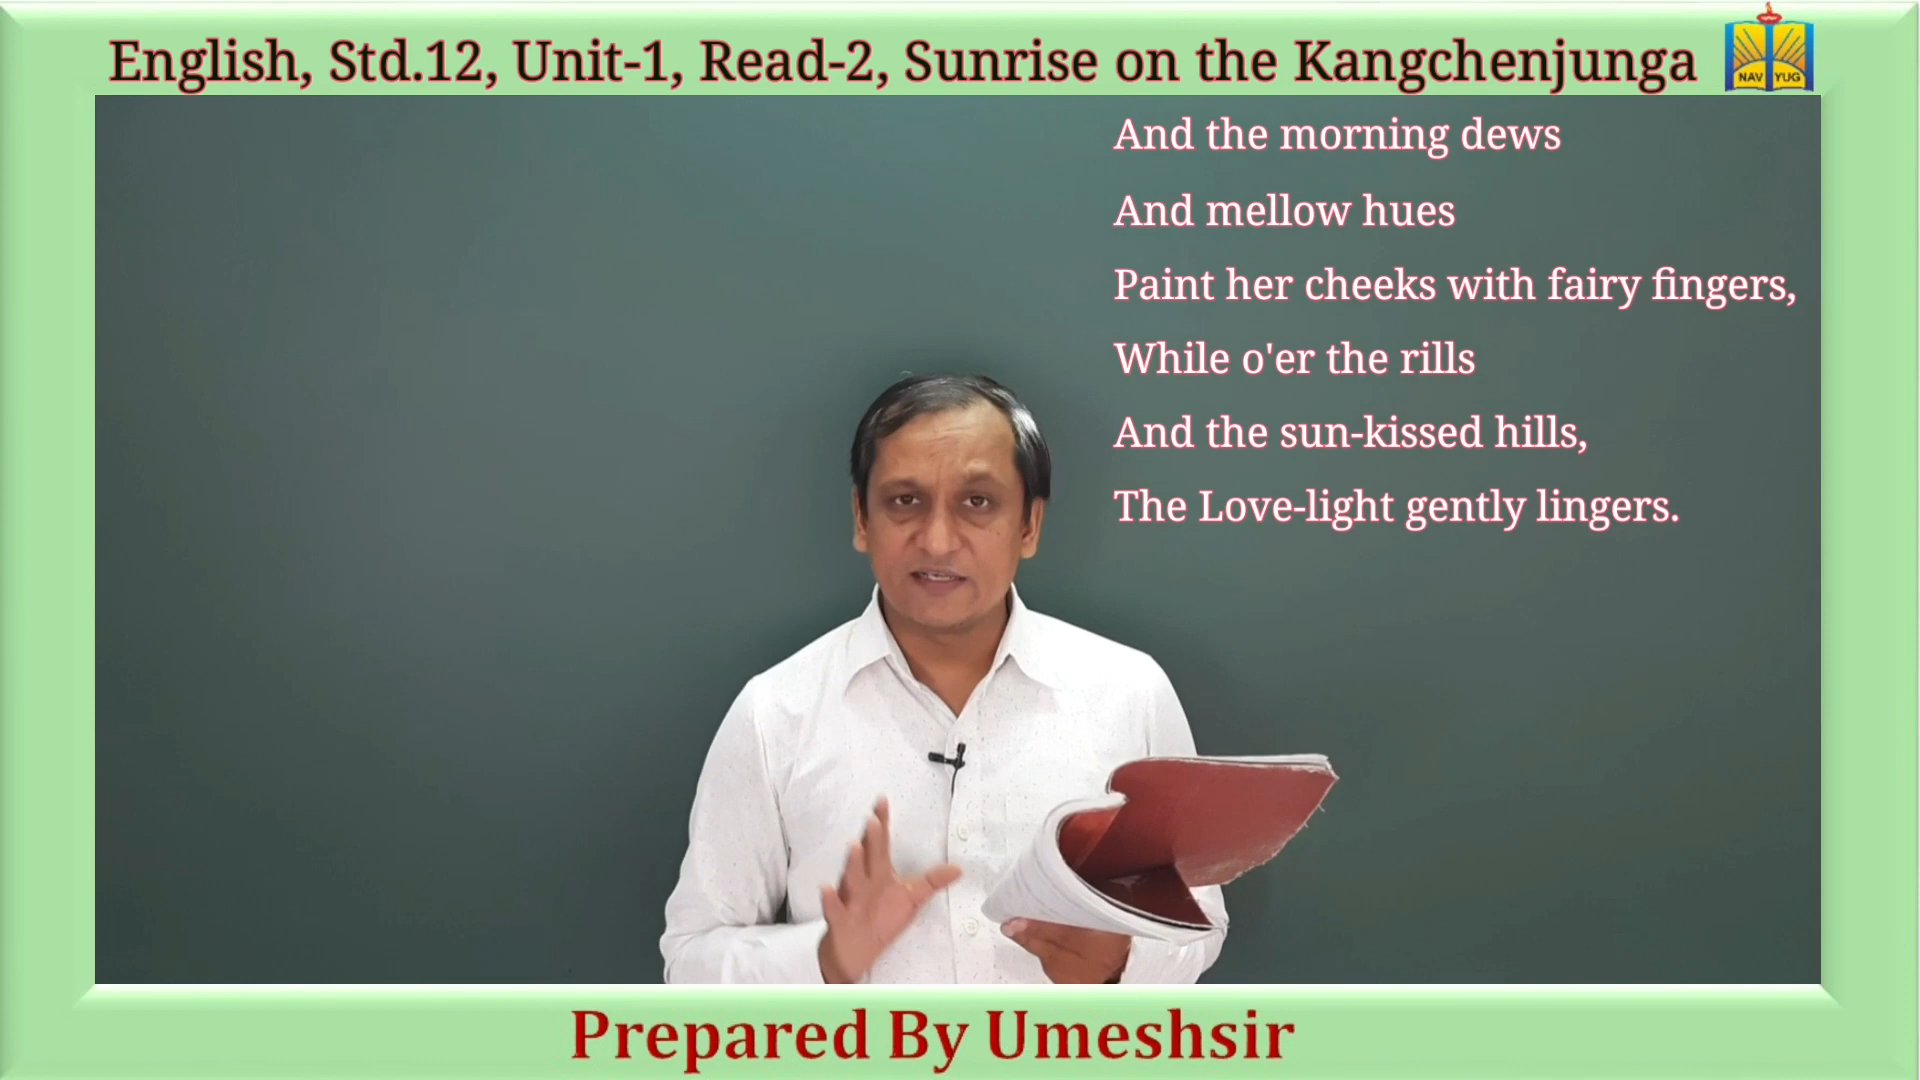 English, Std.12, Unit-1, Read-2, Sunrise on the Kangchenjunga
NAV YUG
And the morning dews
And mellow hues
Paint her cheeks with fairy fingers,
While o'er the rills
And the sun-kissed hills,
The Love-light gently lingers.
Prepared By Umeshsir